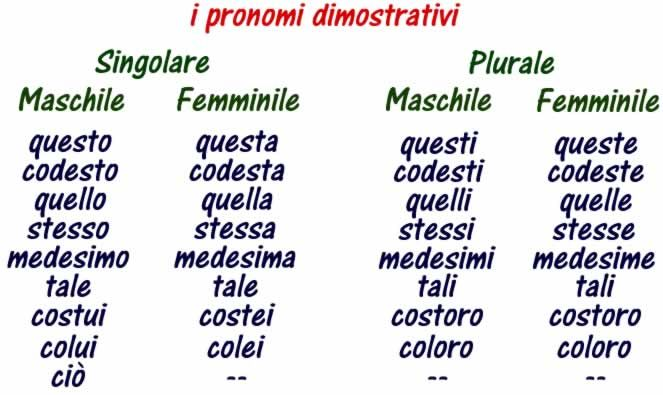 i pronomi dimostrativi
Singolare Plurale
Maschile Femminile Maschile Femminile
questo questa questi queste
codesto codesta codesti codeste
quello quella quelli quelle
stesso stessa stessi stesse
medesimo medesima medesimi medesime
tale tale tali tali
costui costei costoro costoro
colui colei coloro coloro
ciò -- -- --